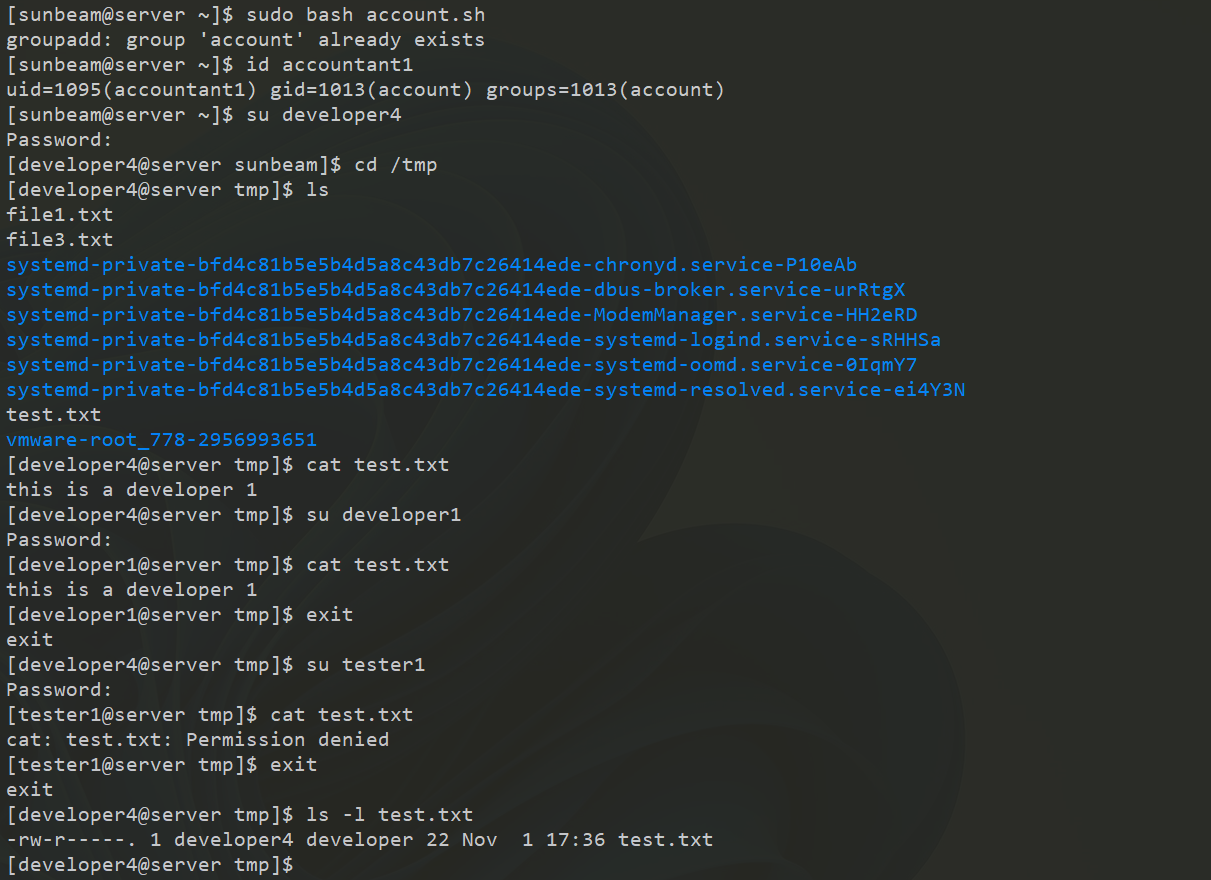 [sunbeam@server ~]$ sudo bash account.sh
groupadd: group 'account' already exists
[sunbeam@server ~]$ id accountant1
uid=1095(accountant1) gid=1013(account) groups=1013(account)
[sunbeam@server ~]$ su developer4
Password:
[developer4@server sunbeam]$ cd /tmp
[developer4@server tmp]$ ls
file1.txt
file3.txt
systemd-private-bfd4c81b5e5b4d5a8c43db7c26414ede-chronyd.service-P10eAb
systemd-private-bfd4c81b5e5b4d5a8c43db7c26414ede-dbus-broker.service-urRtgX
systemd-private-bfd4c81b5e5b4d5a8c43db7c26414ede-ModemManager.service-HH2eRD
systemd-private-bfd4c81b5e5b4d5a8c43db7c26414ede-systemd-logind.service-sRHHSa
systemd-private-bfd4c81b5e5b4d5a8c43db7c26414ede-systemd-oomd.service-0IqmY7
systemd-private-bfd4c81b5e5b4d5a8c43db7c26414ede-systemd-resolved.service-ei4Y3N
test.txt
vmware-root_778-2956993651
[developer4@server tmp]$ cat test.txt
this is a developer 1
[developer4@server tmp]$ su developer1
Password:
[developer1@server tmp]$ cat test.txt
this is a developer 1
[developer1@server tmp]$ exit
exit
[developer4@server tmp]$ su tester1
Password:
[tester1@server tmp]$ cat test.txt
cat: test.txt: Permission denied
[tester1@server tmp]$ exit
exit
[developer4@server tmp]$ ls -l test.txt
-rw-r-----. 1 developer4 developer 22 Nov  1 17:36 test.txt
[developer4@server tmp]$